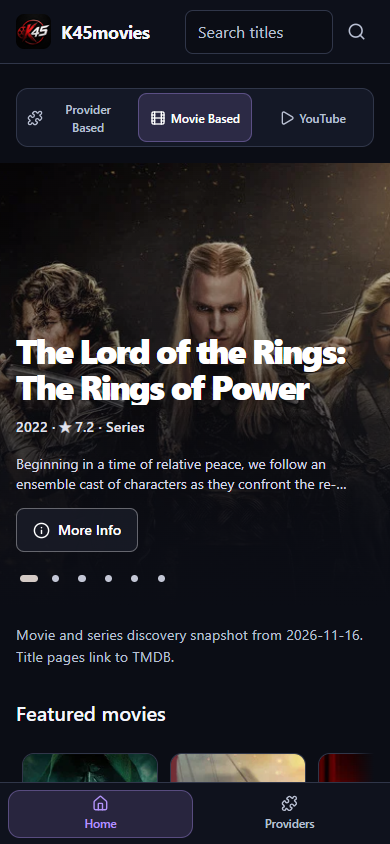 K45
K45movies
Search titles
Provider
Based
Movie Based
YouTube
The Lord of the Rings:
The Rings of Power
2022 · ★ 7.2 · Series
Beginning in a time of relative peace, we follow an
ensemble cast of characters as they confront the re-...
More Info
Movie and series discovery snapshot from 2026-11-16.
Title pages link to TMDB.
Featured movies
Home
Providers